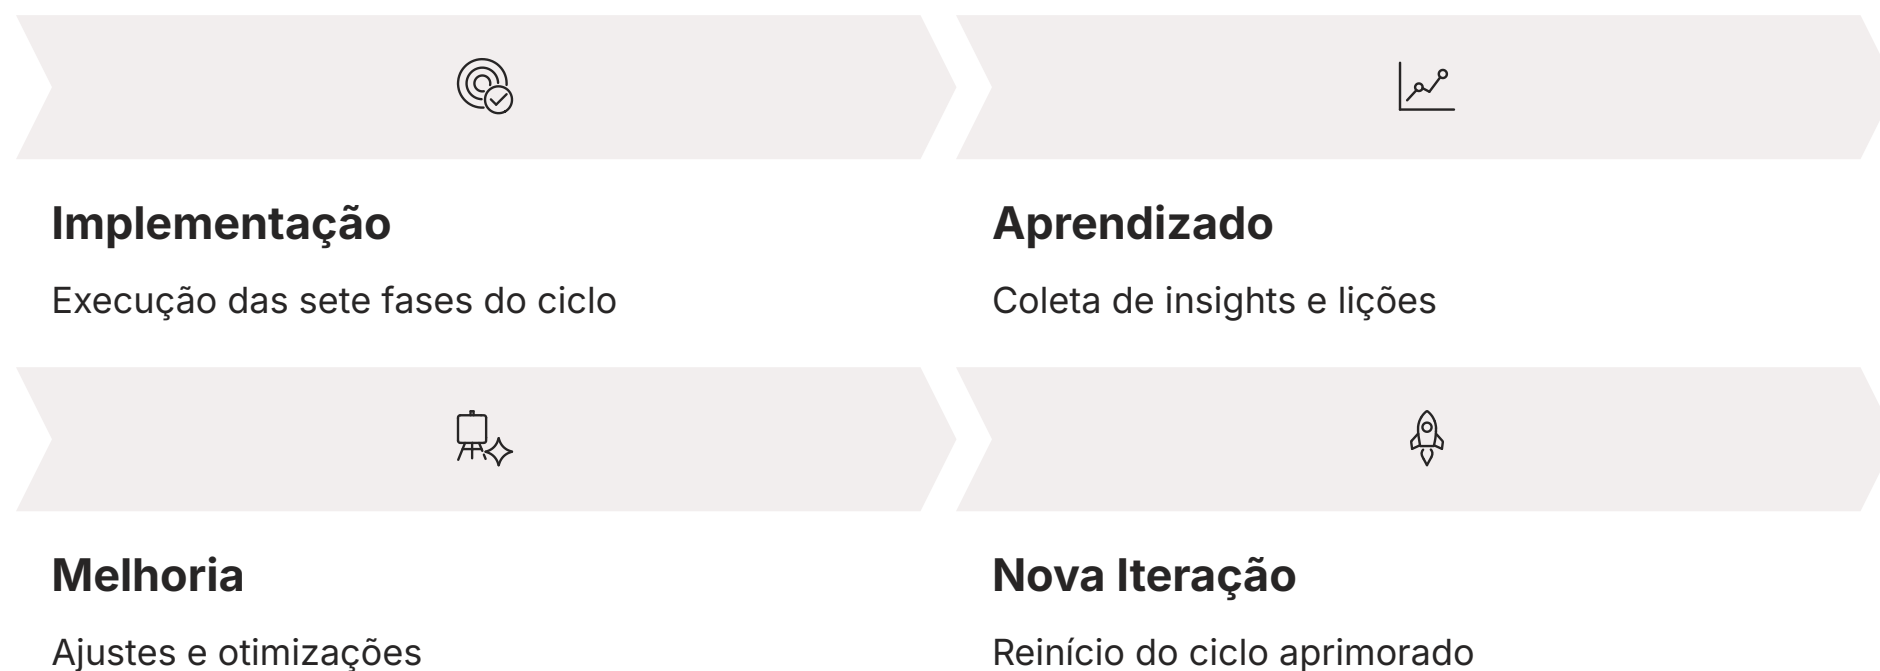 Implementação
Execução das sete fases do ciclo
Aprendizado
Coleta de insights e lições
Melhoria
Ajustes e otimizações
Nova Iteração
Reinício do ciclo aprimorado